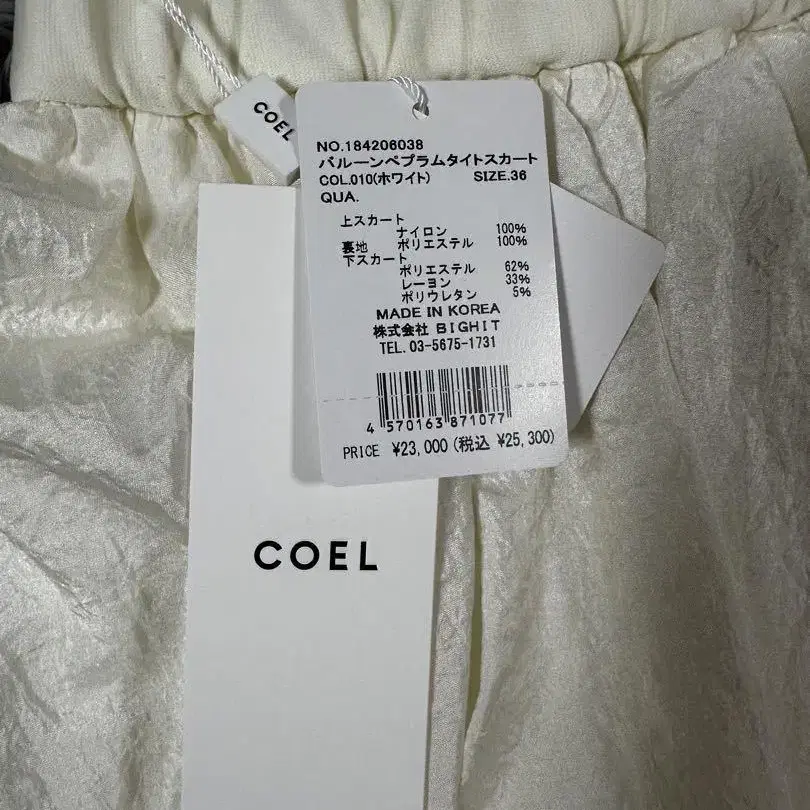 COEL
NO.184206038
バルーンペプラムタイトスカート
COL.010(ホワイト) SIZE.36
QUA.
上スカート
ナイロン 100%
裏地 ポリエステル 100%
下スカート
ポリエステル 62%
レーヨン 33%
ポリウレタン 5%
MADE IN KOREA
株式会社 BIGHIT
TEL. 03-5675-1731
4 570163 871077
PRICE ¥23,000 (税込 ¥25,300)
COEL